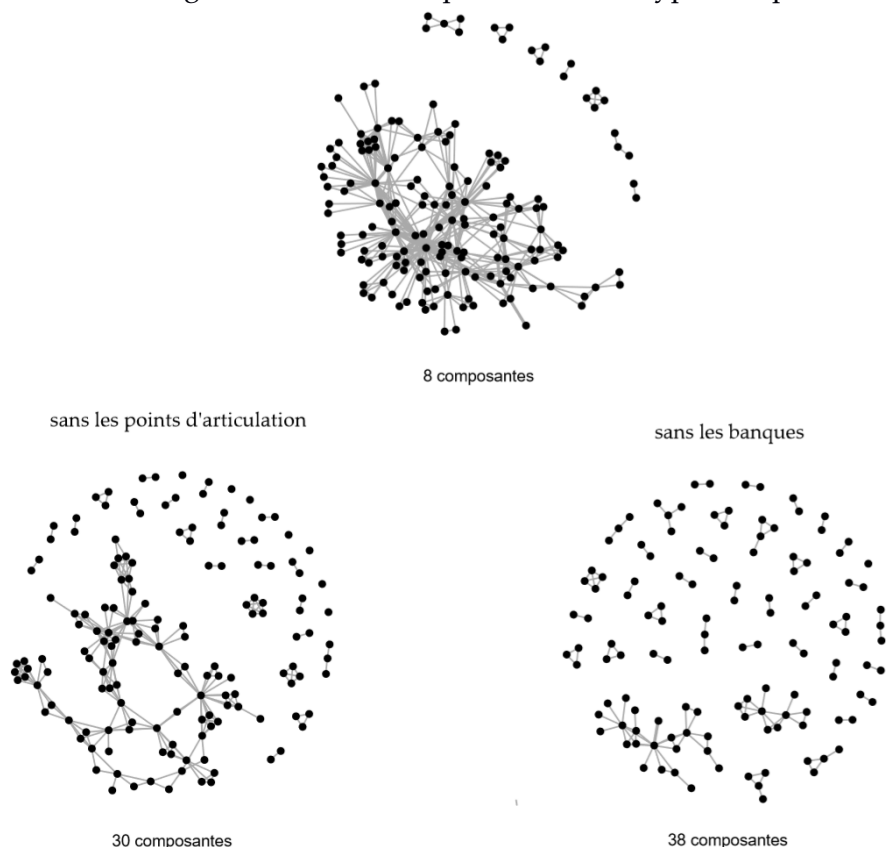 8 composantes
sans les points d'articulation
sans les banques
30 composantes
38 composantes